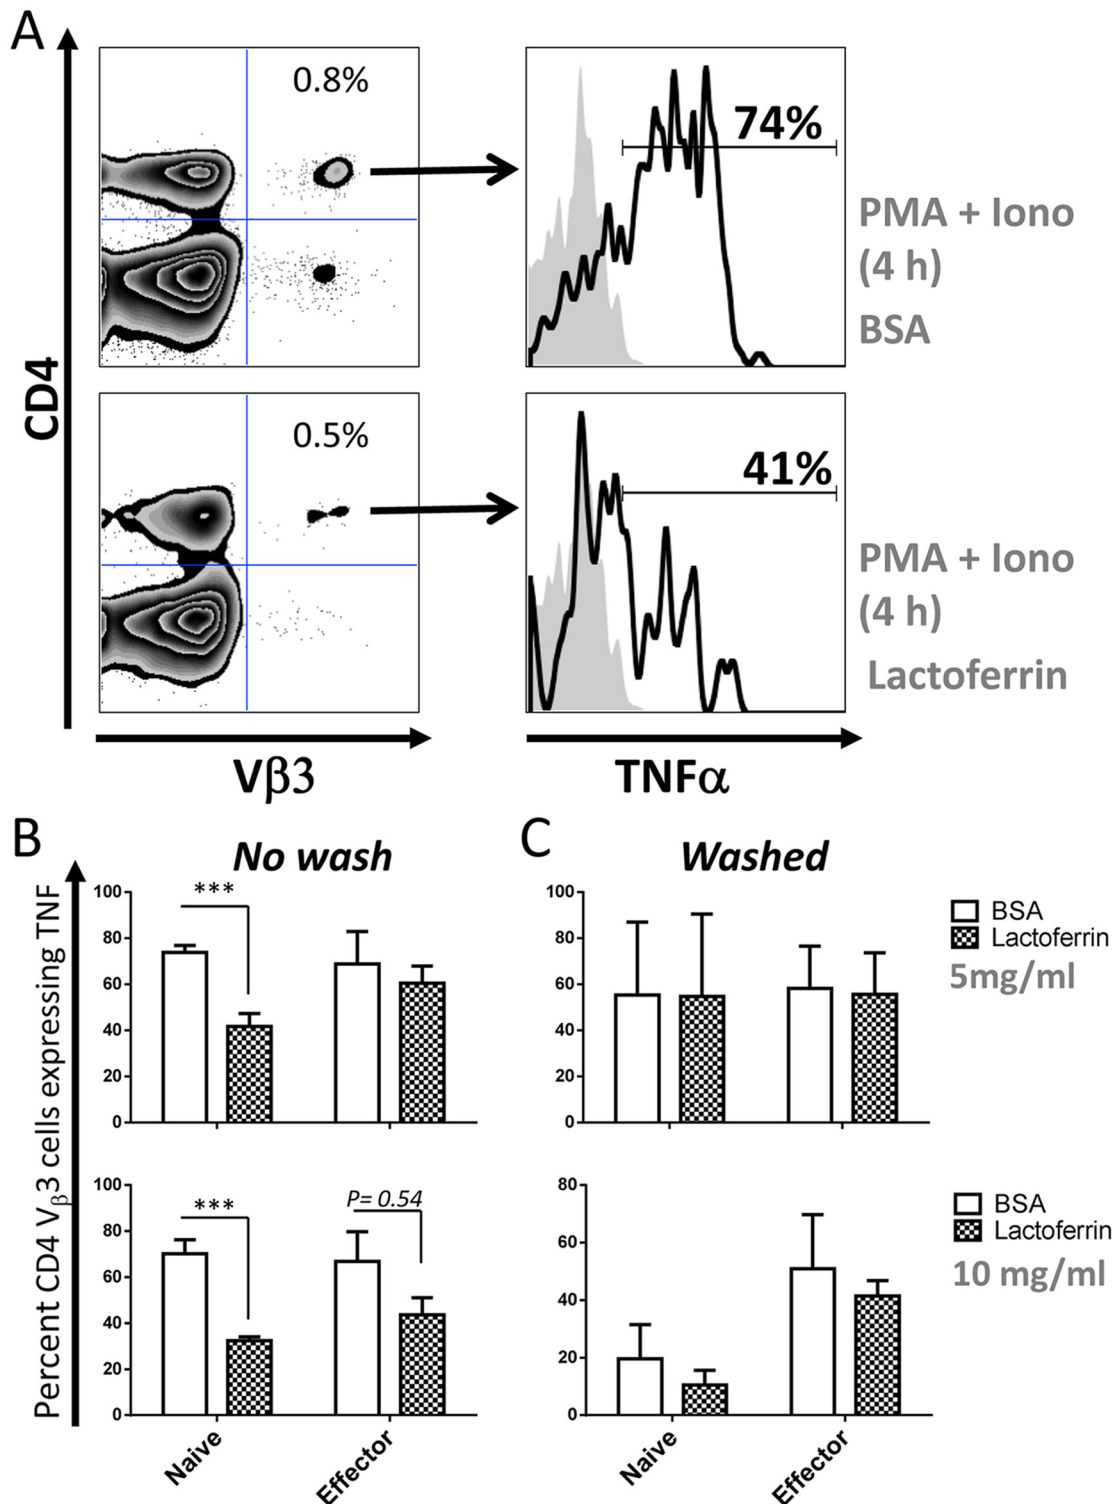 A
0.8%
74%
PMA + Iono
(4 h)
BSA
CD4
0.5%
41%
PMA + Iono
(4 h)
Lactoferrin
Vβ3
TNFα
B
No wash
C
Washed
Percent CD4 Vβ3 cells expressing TNF
100
80
60
40
20
0
***
100
80
60
40
20
0
BSA
Lactoferrin
5mg/ml
100
80
60
40
20
0
***
P= 0.54
Naive
Effector
80
60
40
20
0
Naive
Effector
BSA
Lactoferrin
10 mg/ml